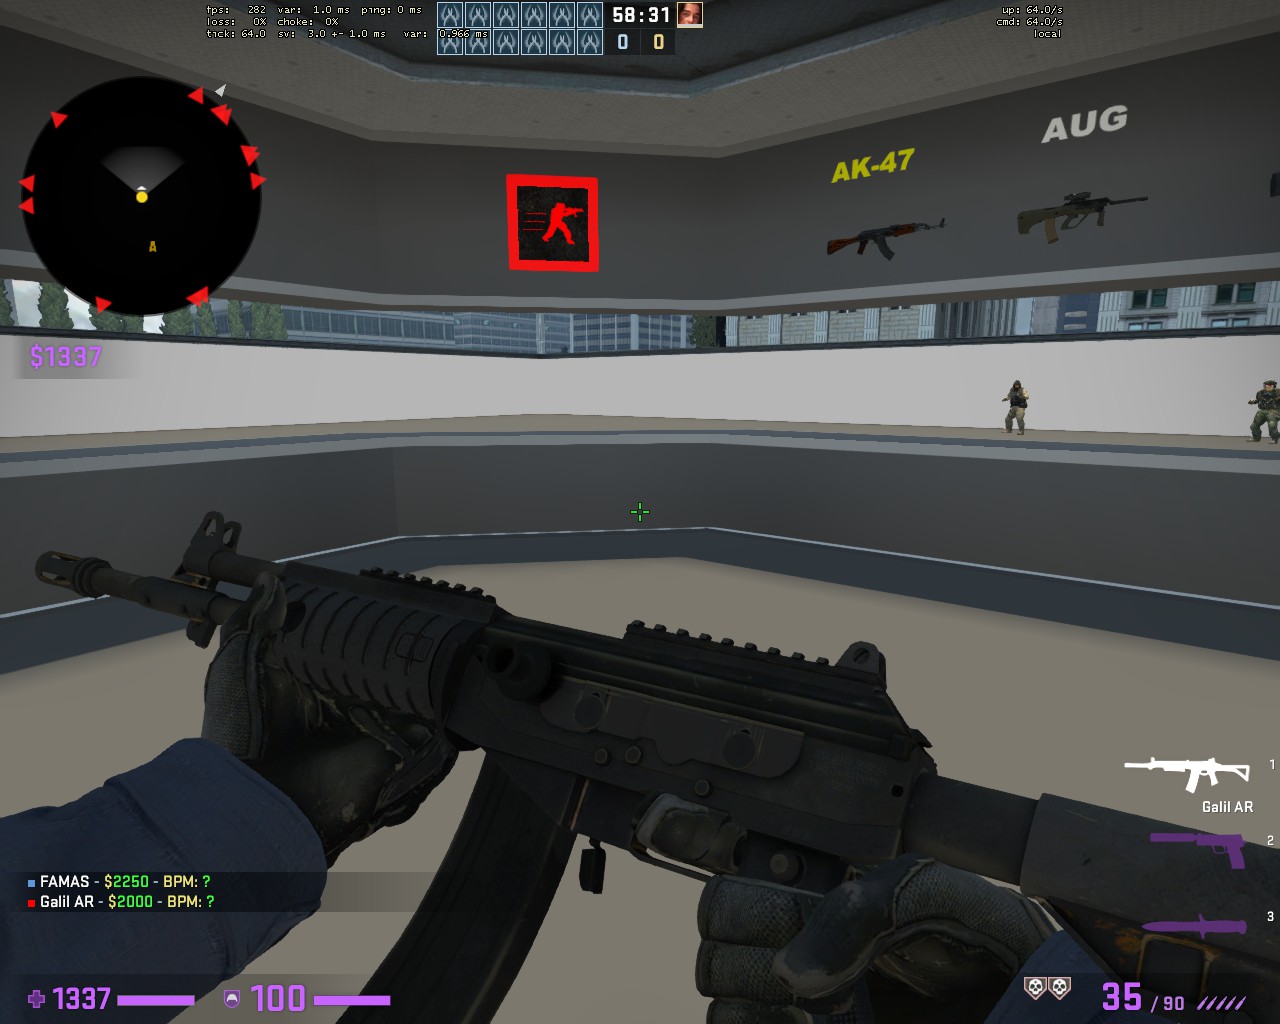 fps: 282 var: 1.0 ms ping: 0 ms
loss: 0% choke: 0%
tick: 64.0 sv: 3.0 +- 1.0 ms var: 0.966 ms
58:31
0 0
up: 64.0/s
cmd: 64.0/s
local
AUG
AK-47
A
$1337
1
Galil AR
2
3
FAMAS - $2250 - BPM: ?
Galil AR - $2000 - BPM: ?
1337
100
35 / 90